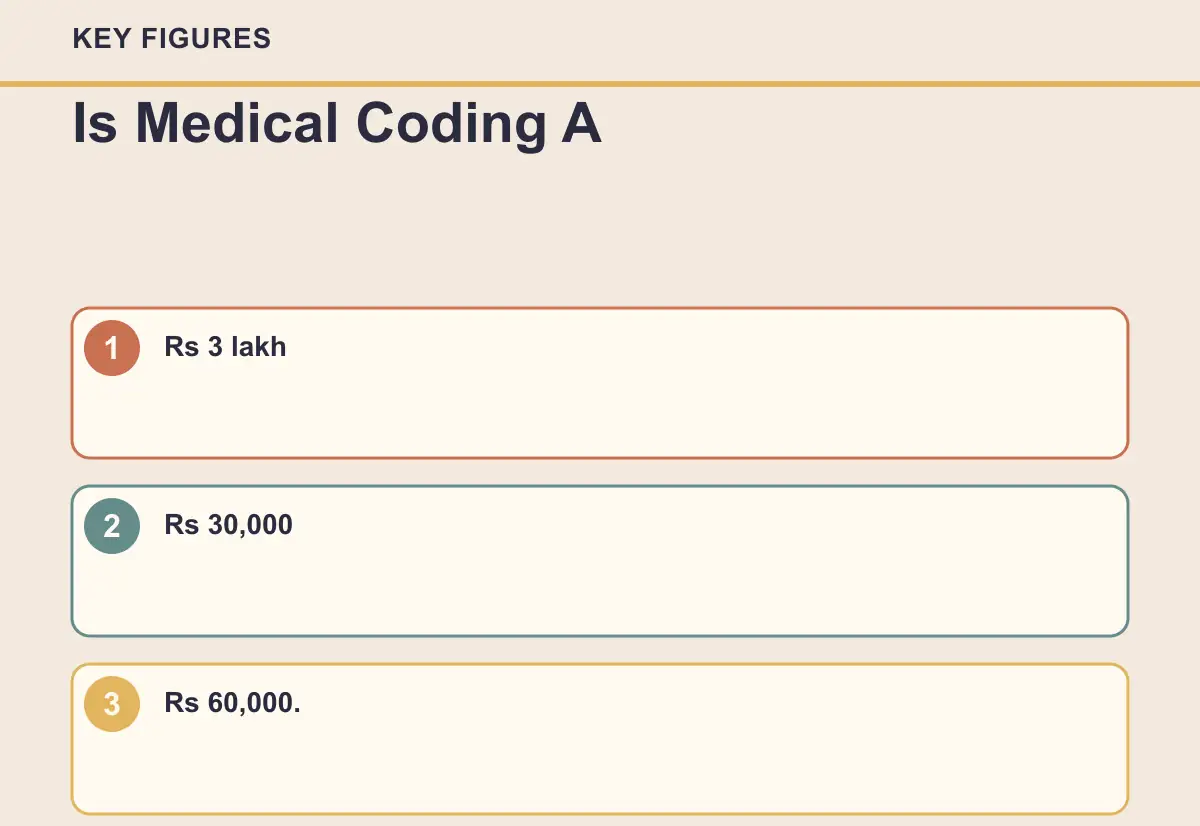 KEY FIGURES
Is Medical Coding A
1 Rs 3 lakh
2 Rs 30,000
3 Rs 60,000.